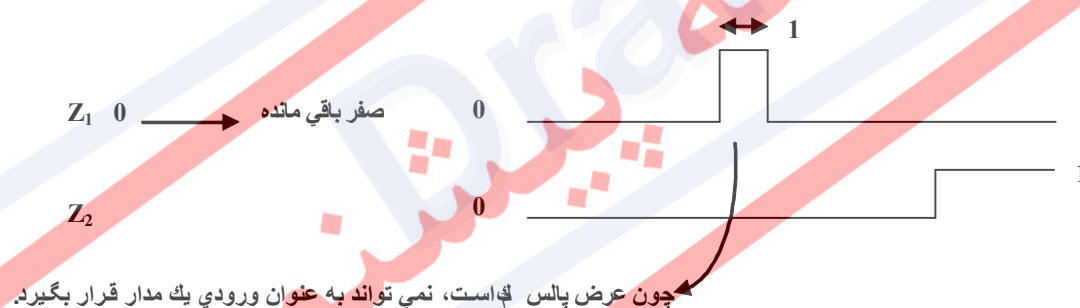 1
Z₁ 0 صفر باقي مانده 0
1
Z₂ 0
چون عرض پالس است، نمي تواند به عنوان ورودي يك مدار قرار بگيرد.